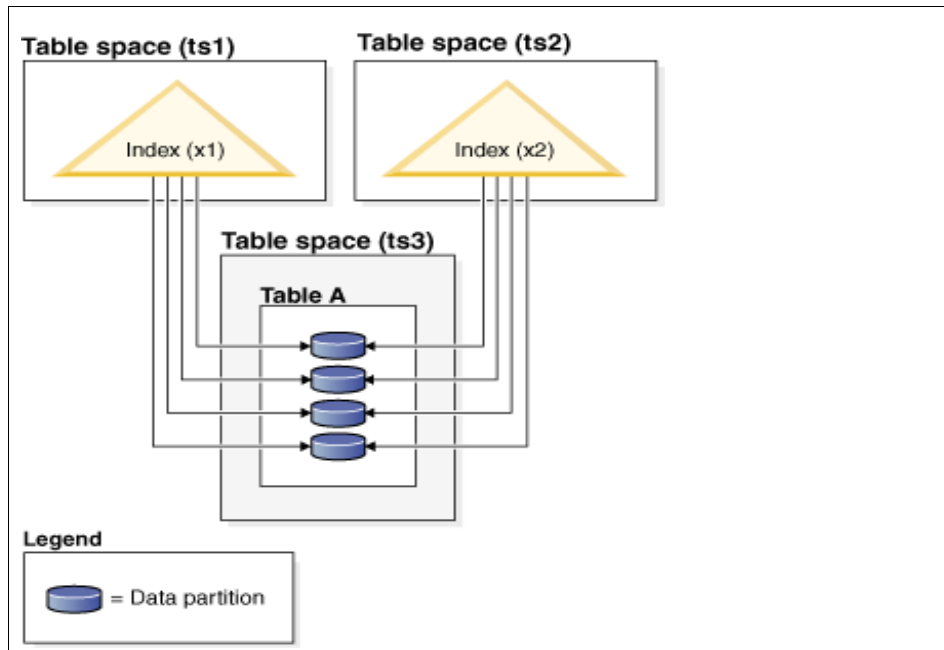 Table space (ts1)
Table space (ts2)
Index (x1)
Index (x2)
Table space (ts3)
Table A
Legend
= Data partition